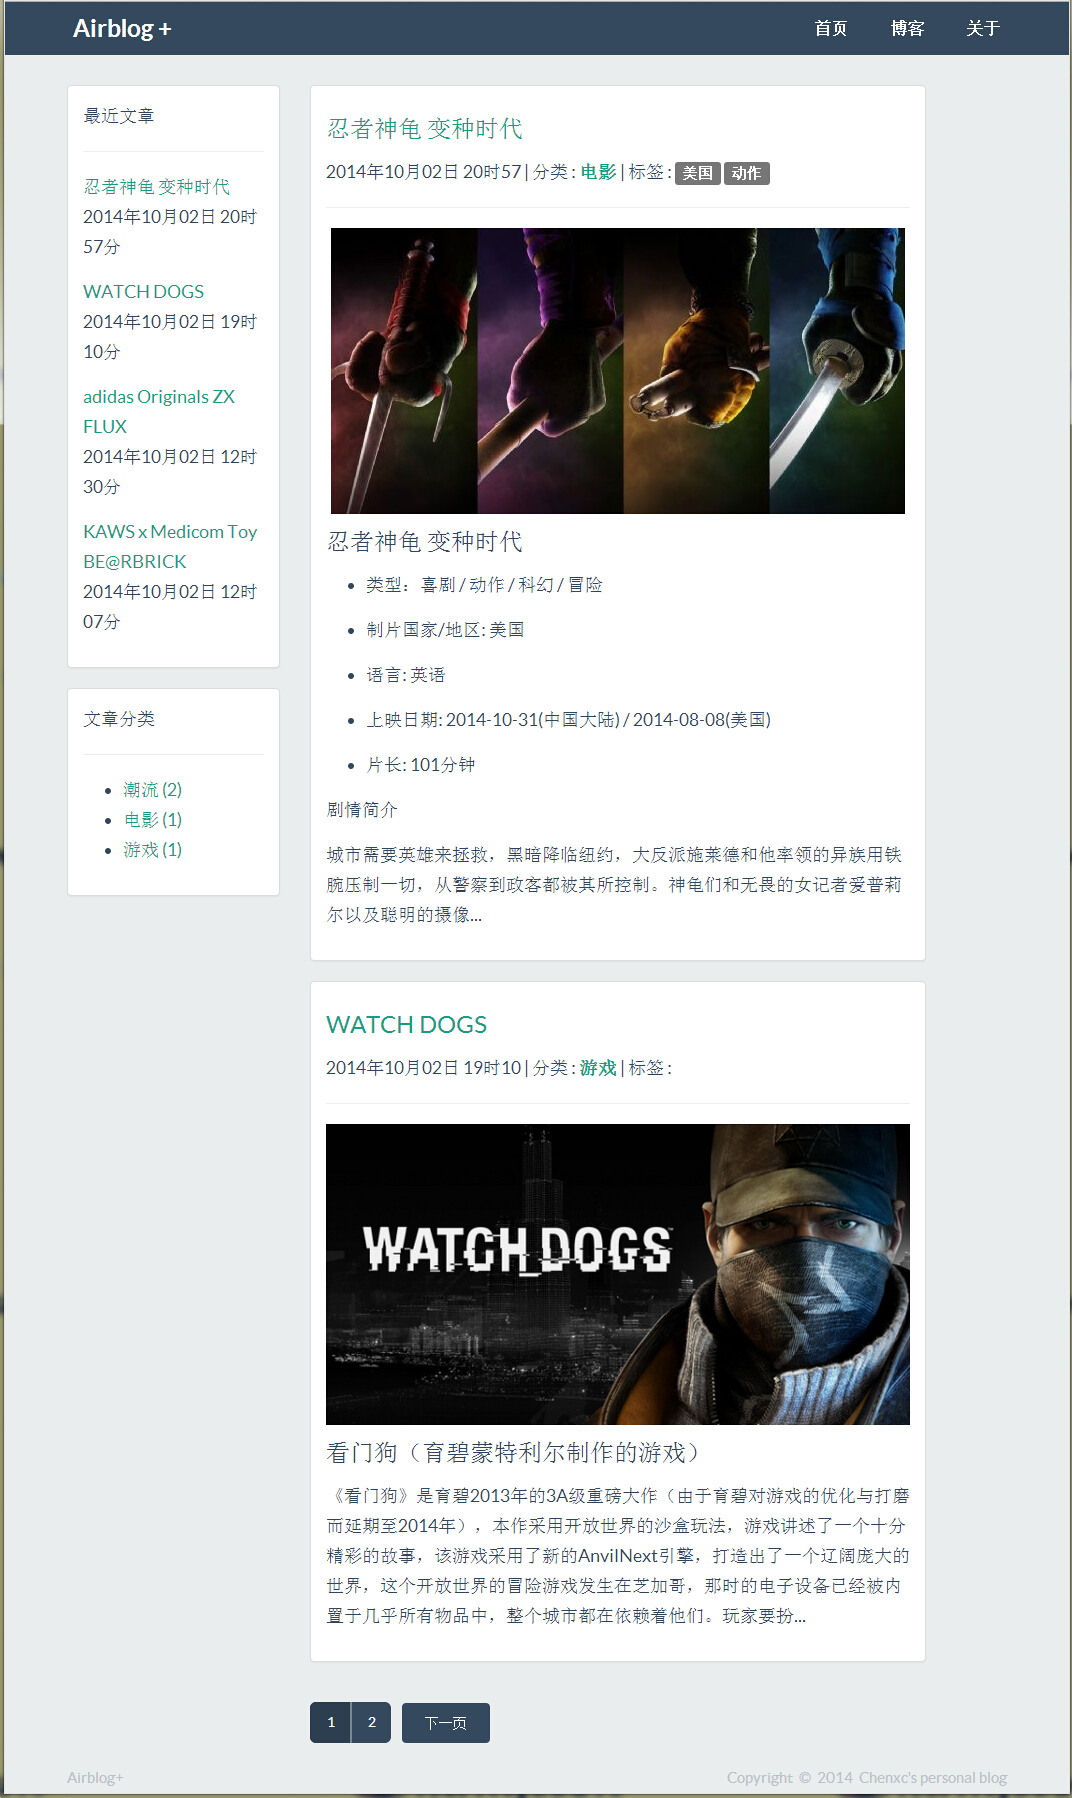 Airblog +
首页 博客 关于
最近文章
忍者神龟 变种时代
2014年10月02日 20时
57分
WATCH DOGS
2014年10月02日 19时
10分
adidas Originals ZX
FLUX
2014年10月02日 12时
30分
KAWS x Medicom Toy
BE@RBRICK
2014年10月02日 12时
07分
文章分类
潮流 (2)
电影 (1)
游戏 (1)
忍者神龟 变种时代
2014年10月02日 20时57 | 分类 : 电影 | 标签 : 美国 动作
忍者神龟 变种时代
类型：喜剧 / 动作 / 科幻 / 冒险
制片国家/地区: 美国
语言: 英语
上映日期: 2014-10-31(中国大陆) / 2014-08-08(美国)
片长: 101分钟
剧情简介
城市需要英雄来拯救，黑暗降临纽约，大反派施莱德和他率领的异族用铁
腕压制一切，从警察到政客都被其所控制。神龟们和无畏的女记者爱普莉
尔以及聪明的摄像...
WATCH DOGS
2014年10月02日 19时10 | 分类 : 游戏 | 标签 :
WATCH_DOGS
看门狗（育碧蒙特利尔制作的游戏）
《看门狗》是育碧2013年的3A级重磅大作（由于育碧对游戏的优化与打磨
而延期至2014年），本作采用开放世界的沙盒玩法，游戏讲述了一个十分
精彩的故事，该游戏采用了新的AnvilNext引擎，打造出了一个辽阔庞大的
世界，这个开放世界的冒险游戏发生在芝加哥，那时的电子设备已经被内
置于几乎所有物品中，整个城市都在依赖着他们。玩家要扮...
1 2 下一页
Airblog+
Copyright © 2014 Chenxc's personal blog